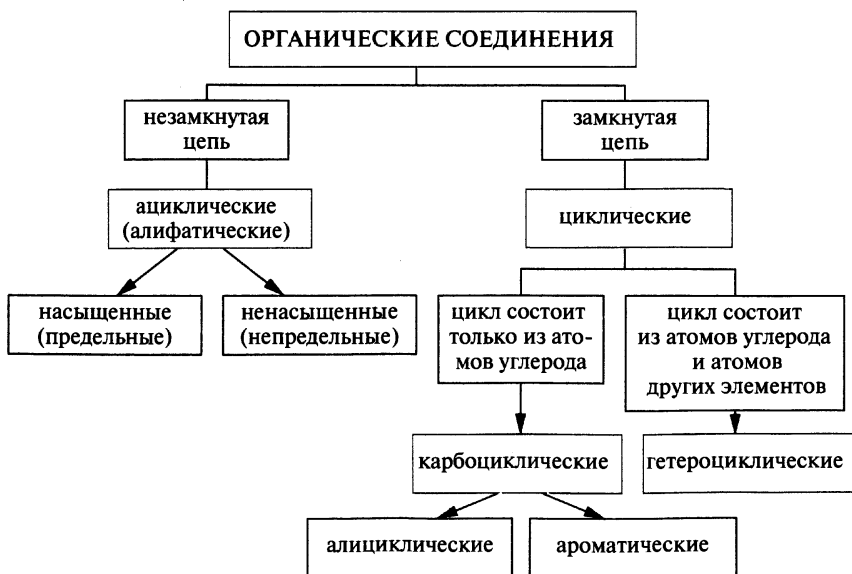 ОРГАНИЧЕСКИЕ СОЕДИНЕНИЯ
незамкнутая
цепь
замкнутая
цепь
ациклические
(алифатические)
циклические
насыщенные
(предельные)
ненасыщенные
(непредельные)
цикл состоит
только из ато-
мов углерода
цикл состоит
из атомов углерода
и атомов
других элементов
карбоциклические
гетероциклические
алициклические
ароматические